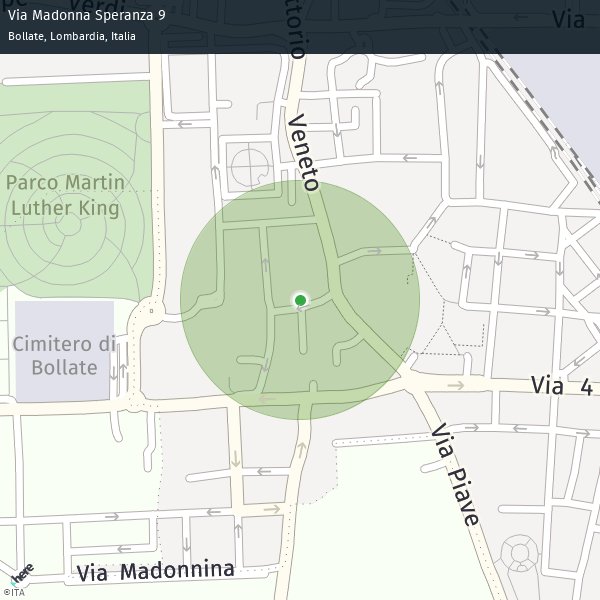 Via Madonna Speranza 9
Bollate, Lombardia, Italia
Verdi
Vittorio
Via
Veneto
Parco Martin
Luther King
Cimitero di
Bollate
Via 4
Via Piave
Via Madonnina
here
©ITA